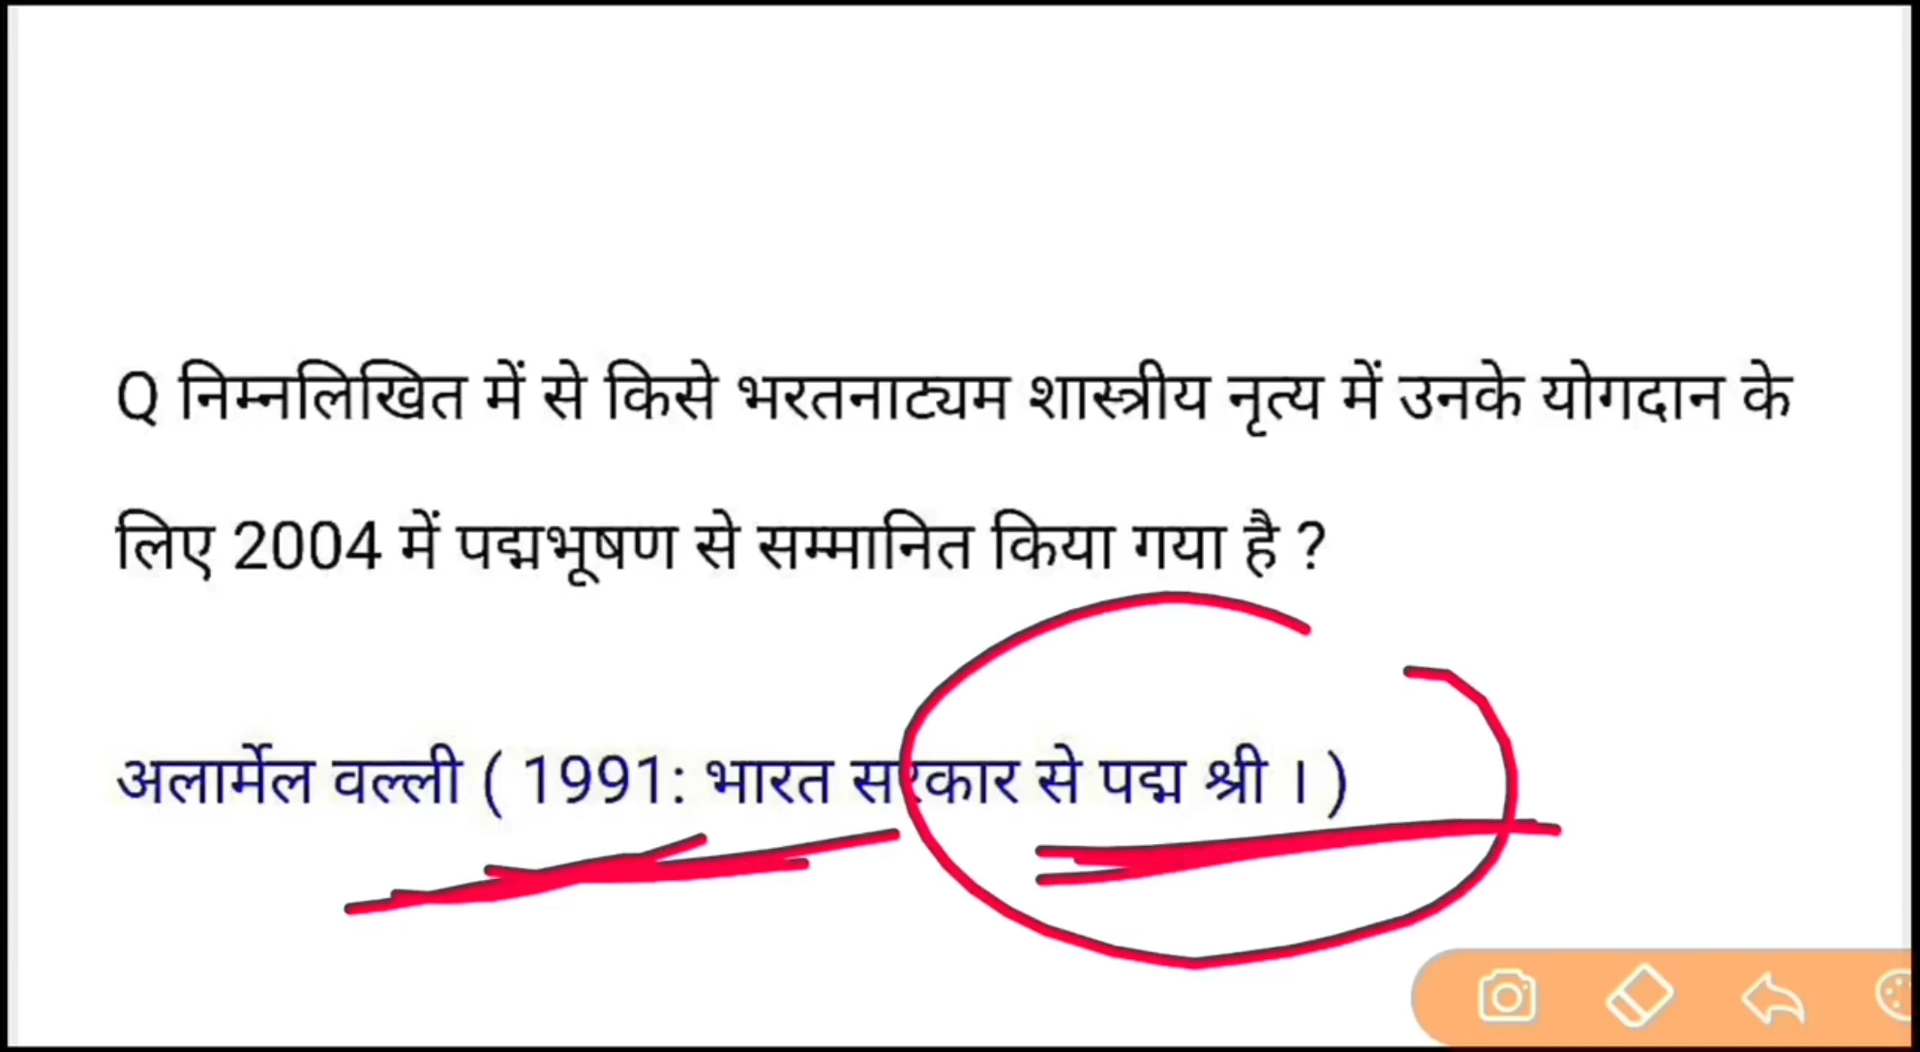 Q निम्नलिखित में से किसे भरतनाट्यम शास्त्रीय नृत्य में उनके योगदान के
लिए 2004 में पद्मभूषण से सम्मानित किया गया है ?
अलार्मेल वल्ली ( 1991: भारत सरकार से पद्म श्री । )